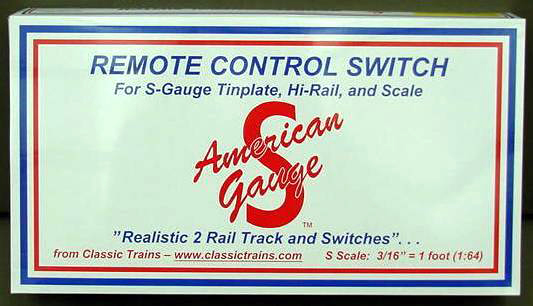 REMOTE CONTROL SWITCH
For S-Gauge Tinplate, Hi-Rail, and Scale
American
S
Gauge
TM
”Realistic 2 Rail Track and Switches”. . .
from Classic Trains – www.classictrains.com S Scale: 3/16” = 1 foot (1:64)